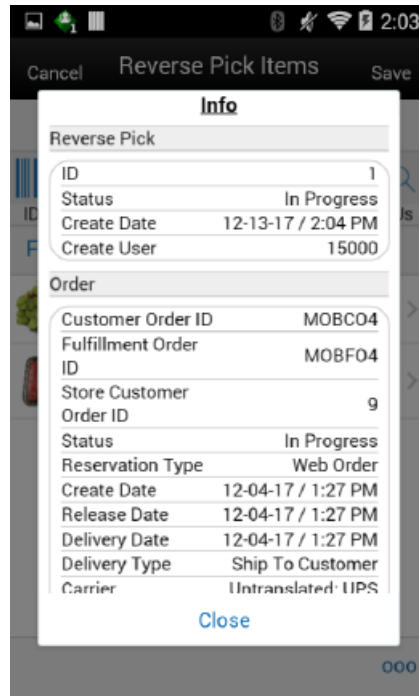 1
2:03
Cancel Reverse Pick Items Save
Info
Reverse Pick
ID 1
Status In Progress
Create Date 12-13-17 / 2:04 PM
Create User 15000
Order
Customer Order ID MOBCO4
Fulfillment Order
ID MOBFO4
Store Customer
Order ID 9
Status In Progress
Reservation Type Web Order
Create Date 12-04-17 / 1:27 PM
Release Date 12-04-17 / 1:27 PM
Delivery Date 12-04-17 / 1:27 PM
Delivery Type Ship To Customer
Carrier Untranslated: UPS
Close